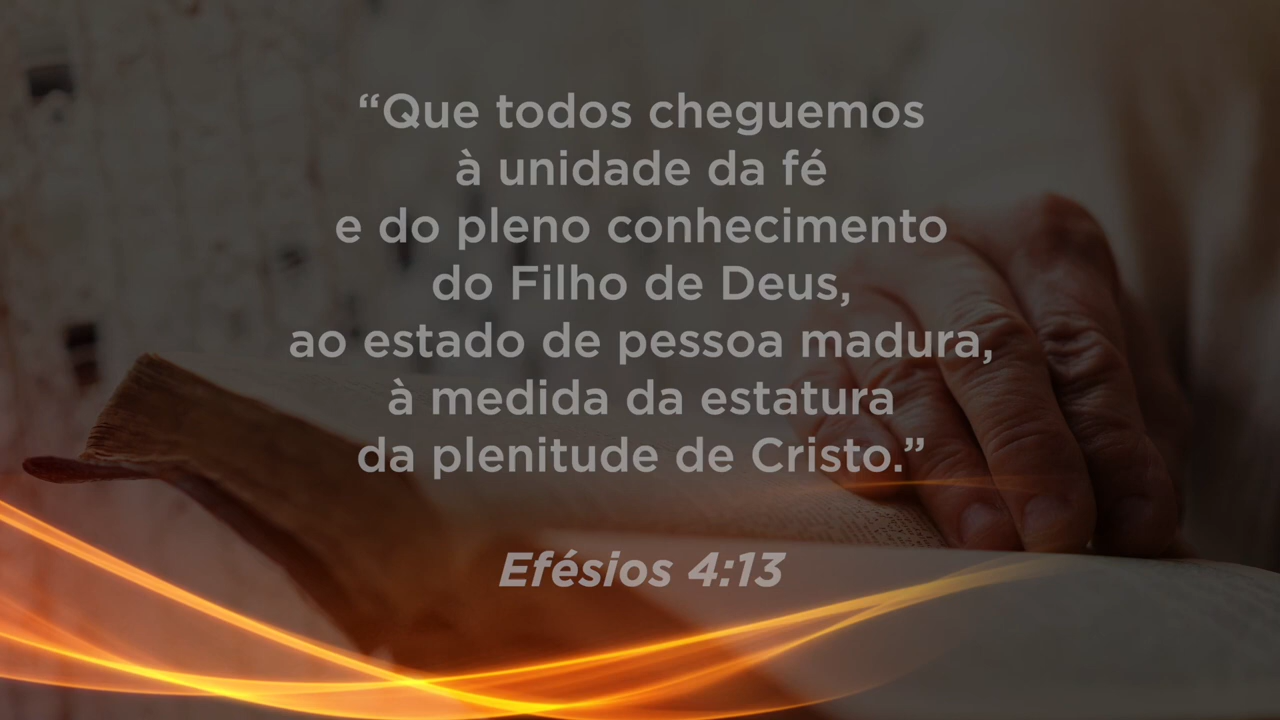 “Que todos cheguemos
à unidade da fé
e do pleno conhecimento
do Filho de Deus,
ao estado de pessoa madura,
à medida da estatura
da plenitude de Cristo.”
Efésios 4:13